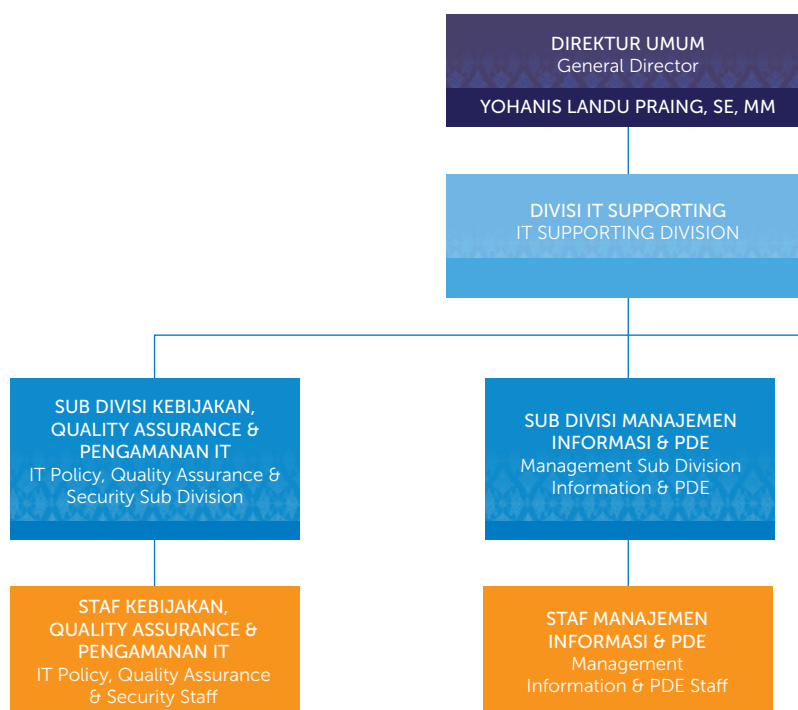 DIREKTUR UMUM
General Director
YOHANIS LANDU PRAING, SE, MM
DIVISI IT SUPPORTING
IT SUPPORTING DIVISION
SUB DIVISI KEBIJAKAN,
QUALITY ASSURANCE &
PENGAMANAN IT
IT Policy, Quality Assurance &
Security Sub Division
SUB DIVISI MANAJEMEN
INFORMASI & PDE
Management Sub Division
Information & PDE
STAF KEBIJAKAN,
QUALITY ASSURANCE &
PENGAMANAN IT
IT Policy, Quality Assurance
& Security Staff
STAF MANAJEMEN
INFORMASI & PDE
Management
Information & PDE Staff